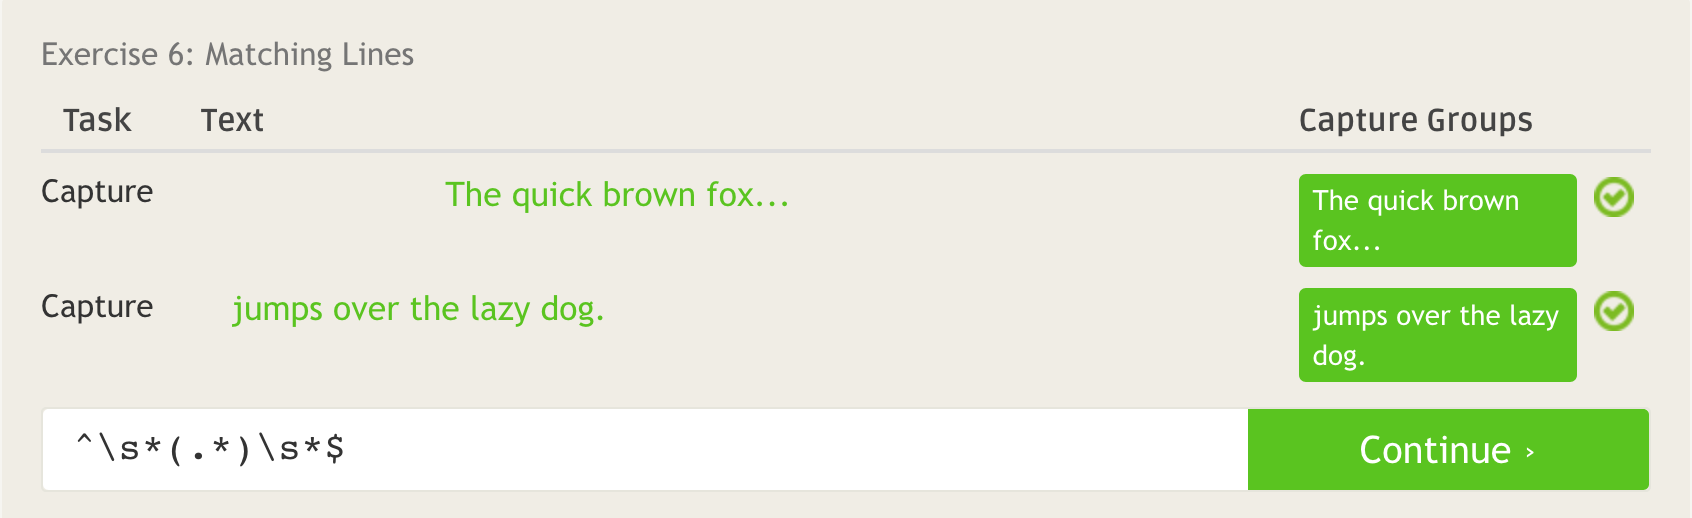 Exercise 6: Matching Lines
Task Text Capture Groups
Capture The quick brown fox... The quick brown
fox...
Capture jumps over the lazy dog. jumps over the lazy
dog.
^\s*(.*)\s*$ Continue ›